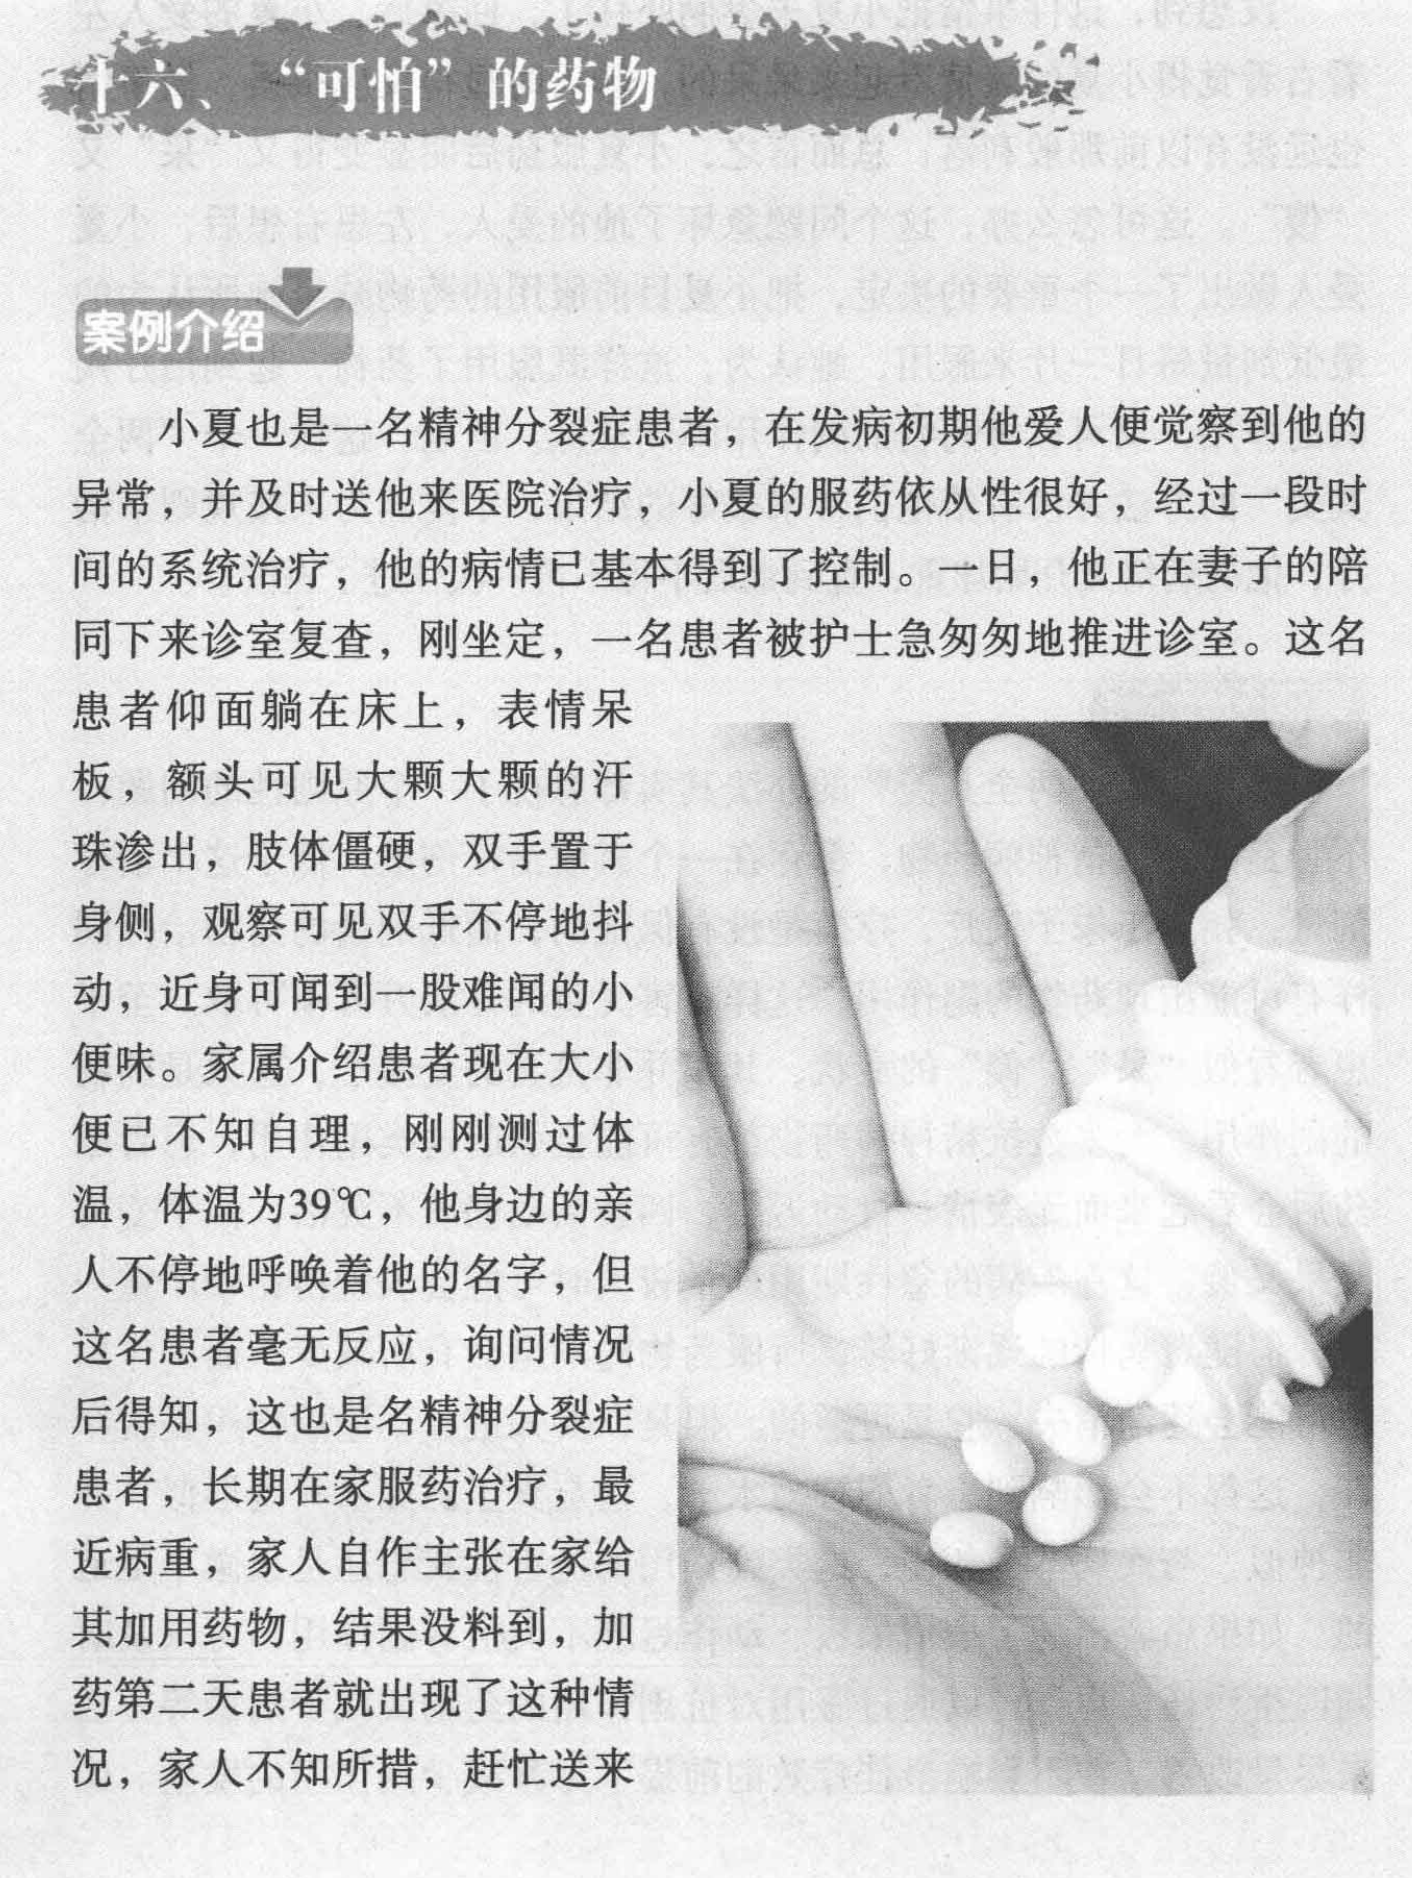 十六、“可怕”的药物
案例介绍
小夏也是一名精神分裂症患者，在发病初期他爱人便觉察到他的
异常，并及时送他来医院治疗，小夏的服药依从性很好，经过一段时
间的系统治疗，他的病情已基本得到了控制。一日，他正在妻子的陪
同下来诊室复查，刚坐定，一名患者被护士急匆匆地推进诊室。这名
患者仰面躺在床上，表情呆
板，额头可见大颗大颗的汗
珠渗出，肢体僵硬，双手置于
身侧，观察可见双手不停地抖
动，近身可闻到一股难闻的小
便味。家属介绍患者现在大小
便已不知自理，刚刚测过体
温，体温为39℃，他身边的亲
人不停地呼唤着他的名字，但
这名患者毫无反应，询问情况
后得知，这也是名精神分裂症
患者，长期在家服药治疗，最
近病重，家人自作主张在家给
其加用药物，结果没料到，加
药第二天患者就出现了这种情
况，家人不知所措，赶忙送来